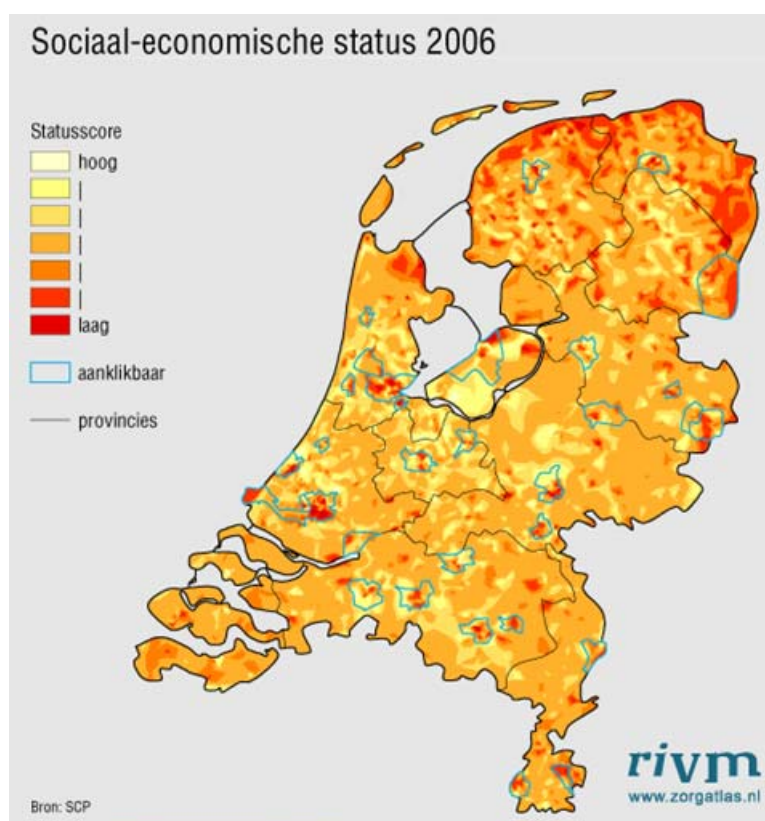 Sociaal-economische status 2006
Statusscore
hoog
|
|
|
|
|
laag
aanklikbaar
provincies
Bron: SCP
rivm
www.zorgatlas.nl